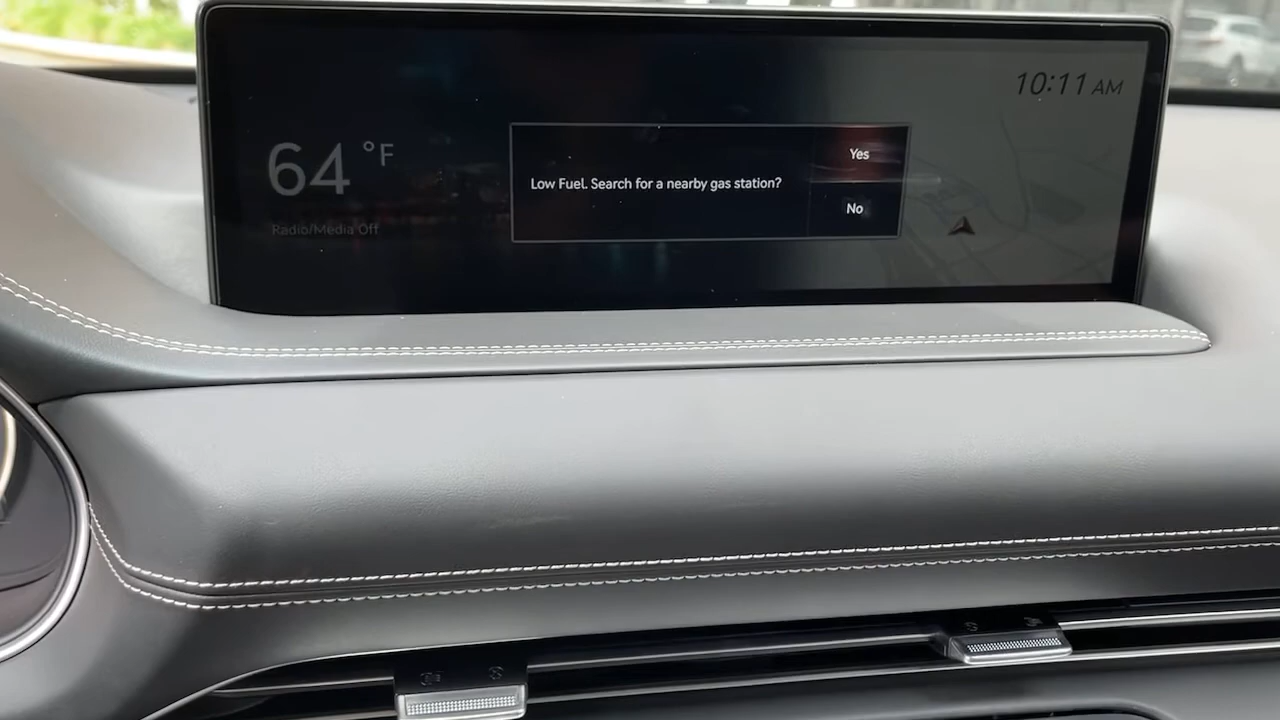 10:11 AM
64 °F
Radio/Media Off
Low Fuel. Search for a nearby gas station?
Yes
No